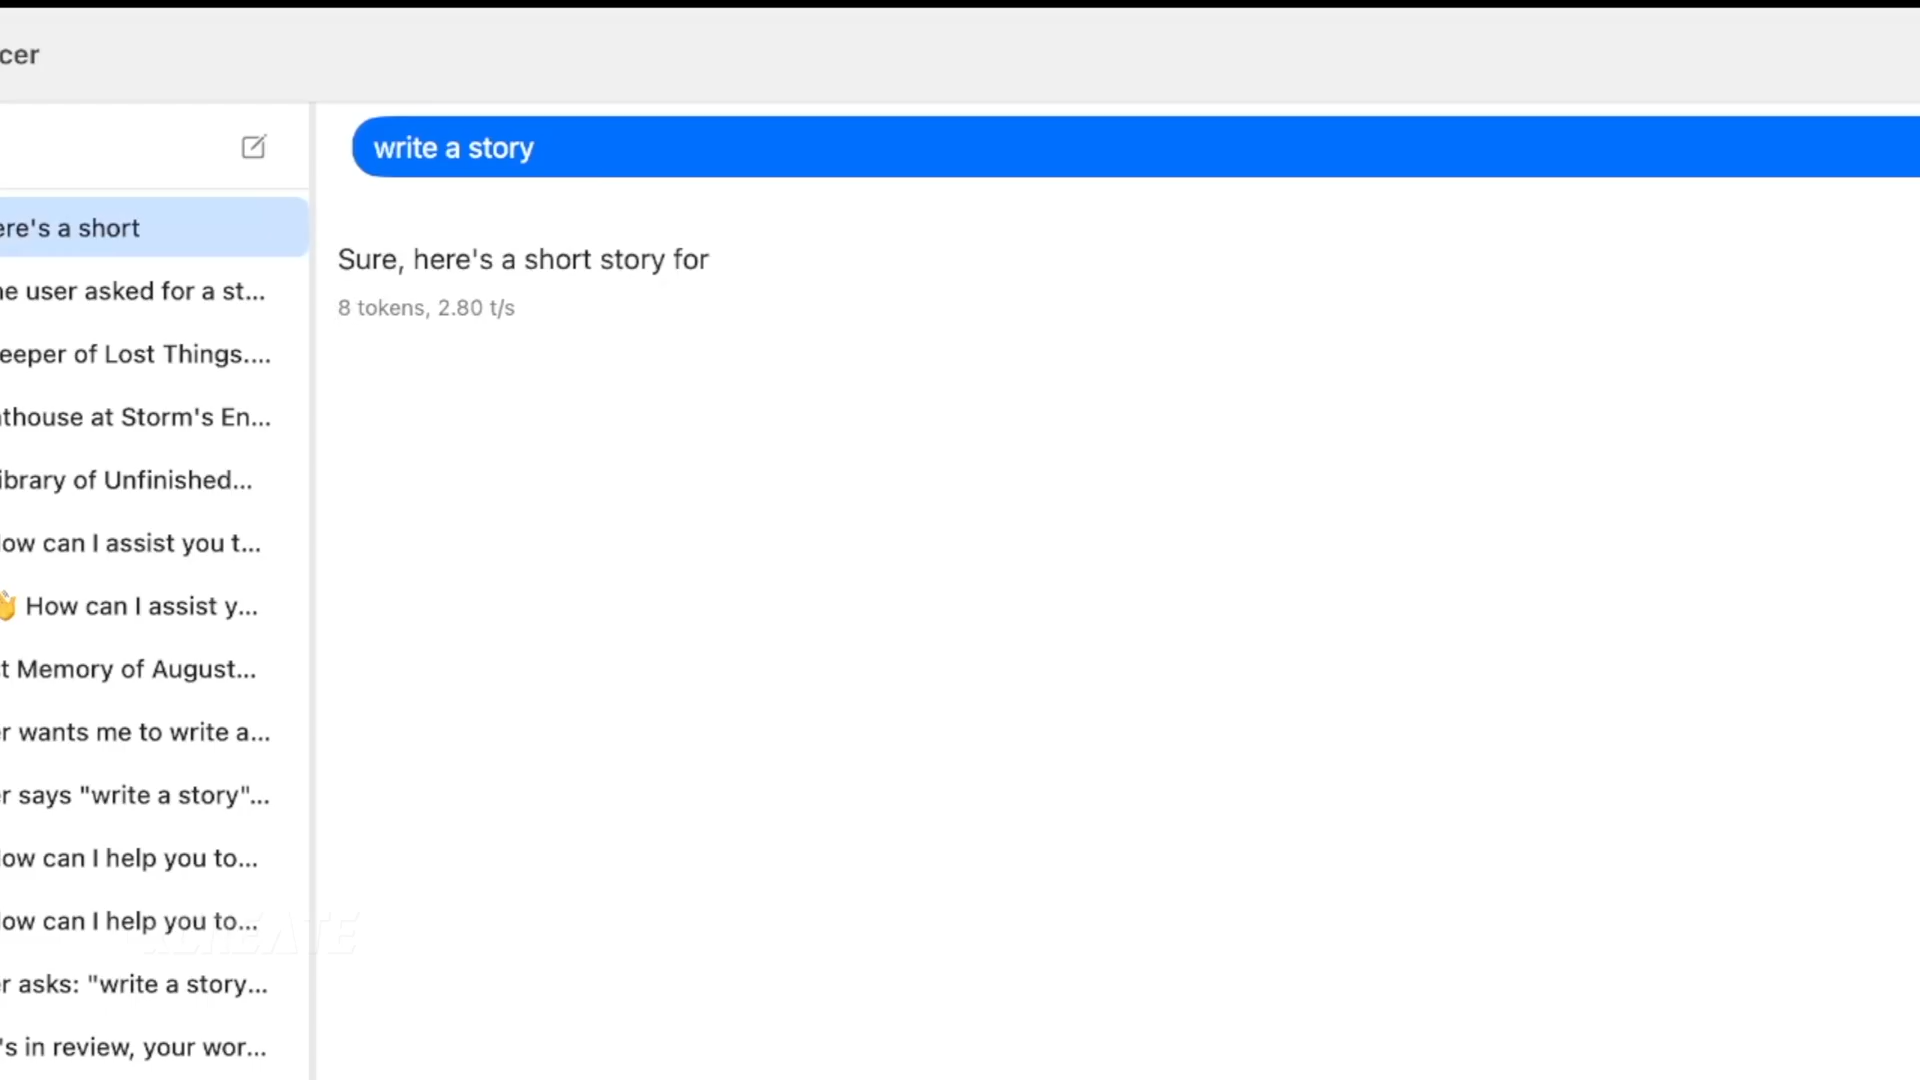 cer
write a story
ere's a short
Sure, here's a short story for
8 tokens, 2.80 t/s
ne user asked for a st...
eeper of Lost Things....
thouse at Storm's En...
ibrary of Unfinished...
ow can I assist you t...
👋 How can I assist y...
t Memory of August...
r wants me to write a...
r says "write a story"...
ow can I help you to...
ow can I help you to...
r asks: "write a story...
's in review, your wor...